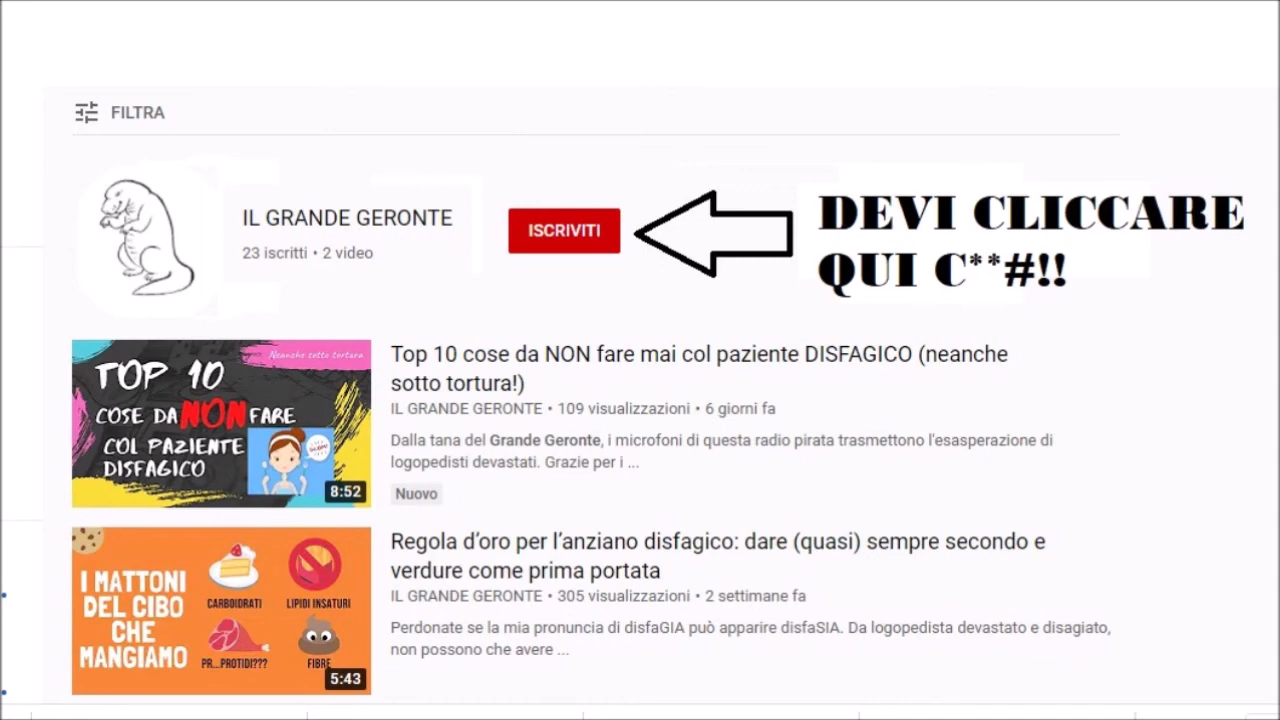 FILTRA
IL GRANDE GERONTE
23 iscritti • 2 video
ISCRIVITI
DEVI CLICCARE
QUI C**#!!
Neanche sotto tortura
TOP 10
COSE DA NON FARE
COL PAZIENTE
DISFAGICO
8:52
Top 10 cose da NON fare mai col paziente DISFAGICO (neanche
sotto tortura!)
IL GRANDE GERONTE • 109 visualizzazioni • 6 giorni fa
Dalla tana del Grande Geronte, i microfoni di questa radio pirata trasmettono l'esasperazione di
logopedisti devastati. Grazie per i ...
Nuovo
I MATTONI
DEL CIBO
CHE
MANGIAMO
CARBOIDRATI
LIPIDI INSATURI
PR...PROTIDI???
FIBRE
5:43
Regola d’oro per l’anziano disfagico: dare (quasi) sempre secondo e
verdure come prima portata
IL GRANDE GERONTE • 305 visualizzazioni • 2 settimane fa
Perdonate se la mia pronuncia di disfaGIA può apparire disfaSIA. Da logopedista devastato e disagiato,
non possono che avere ...